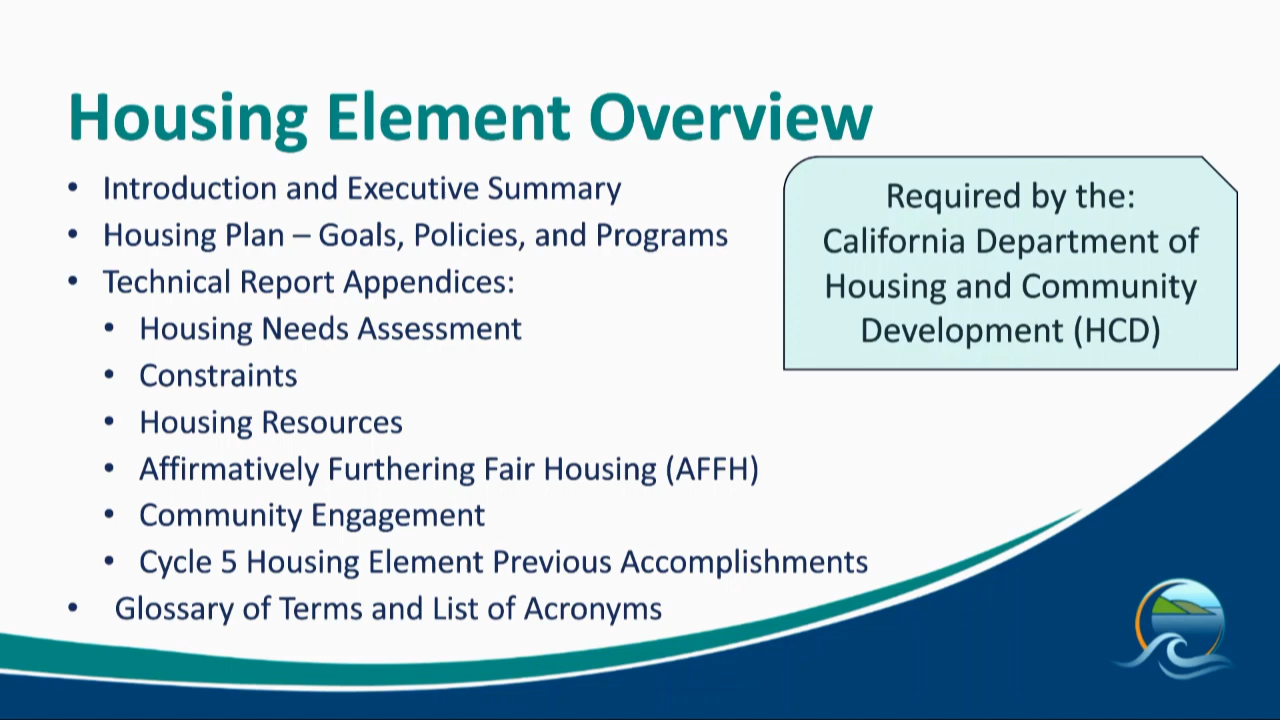 Housing Element Overview
• Introduction and Executive Summary
• Housing Plan – Goals, Policies, and Programs
• Technical Report Appendices:
• Housing Needs Assessment
• Constraints
• Housing Resources
• Affirmatively Furthering Fair Housing (AFFH)
• Community Engagement
• Cycle 5 Housing Element Previous Accomplishments
• Glossary of Terms and List of Acronyms
Required by the:
California Department of
Housing and Community
Development (HCD)